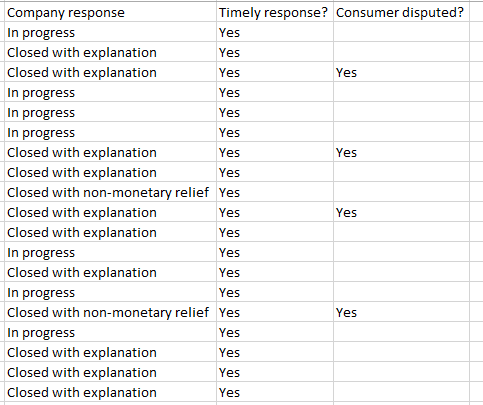 Company response Timely response? Consumer disputed?
In progress Yes
Closed with explanation Yes
Closed with explanation Yes Yes
In progress Yes
In progress Yes
In progress Yes
Closed with explanation Yes Yes
Closed with explanation Yes
Closed with non-monetary relief Yes
Closed with explanation Yes Yes
Closed with explanation Yes
In progress Yes
Closed with explanation Yes
In progress Yes
Closed with non-monetary relief Yes Yes
In progress Yes
Closed with explanation Yes
Closed with explanation Yes
Closed with explanation Yes